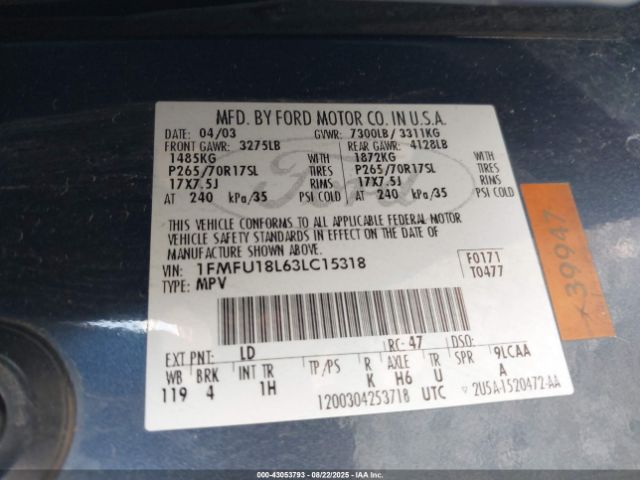 MFD. BY FORD MOTOR CO. IN U.S.A.
DATE: 04/03 GVWR: 7300LB/ 3311KG
FRONT GAWR: 3275LB REAR GAWR: 4128LB
1485KG WITH 1872KG WITH
P265/70R17SL TIRES P265/70R17SL TIRES
17X7.5J RIMS 17X7.5J RIMS
AT 240 kPa/35 PSI COLD AT 240 kPa/35 PSI COLD
THIS VEHICLE CONFORMS TO ALL APPLICABLE FEDERAL MOTOR
VEHICLE SAFETY STANDARDS IN EFFECT ON THE DATE OF
MANUFACTURE SHOWN ABOVE.
VIN: 1FMFU18L63LC15318 F0171
TYPE: MPV T0477
EXT PNT: LD RC: 47 DSO:
WB BRK INT TR TP/PS R AXLE TR SPR 9LCAA
119 4 1H K H6 U A
1200304253718 UTC 2U5A-1520472-AA
Ford
39947
00-43053793 - 08/22/2025 - ©IAA, Inc.